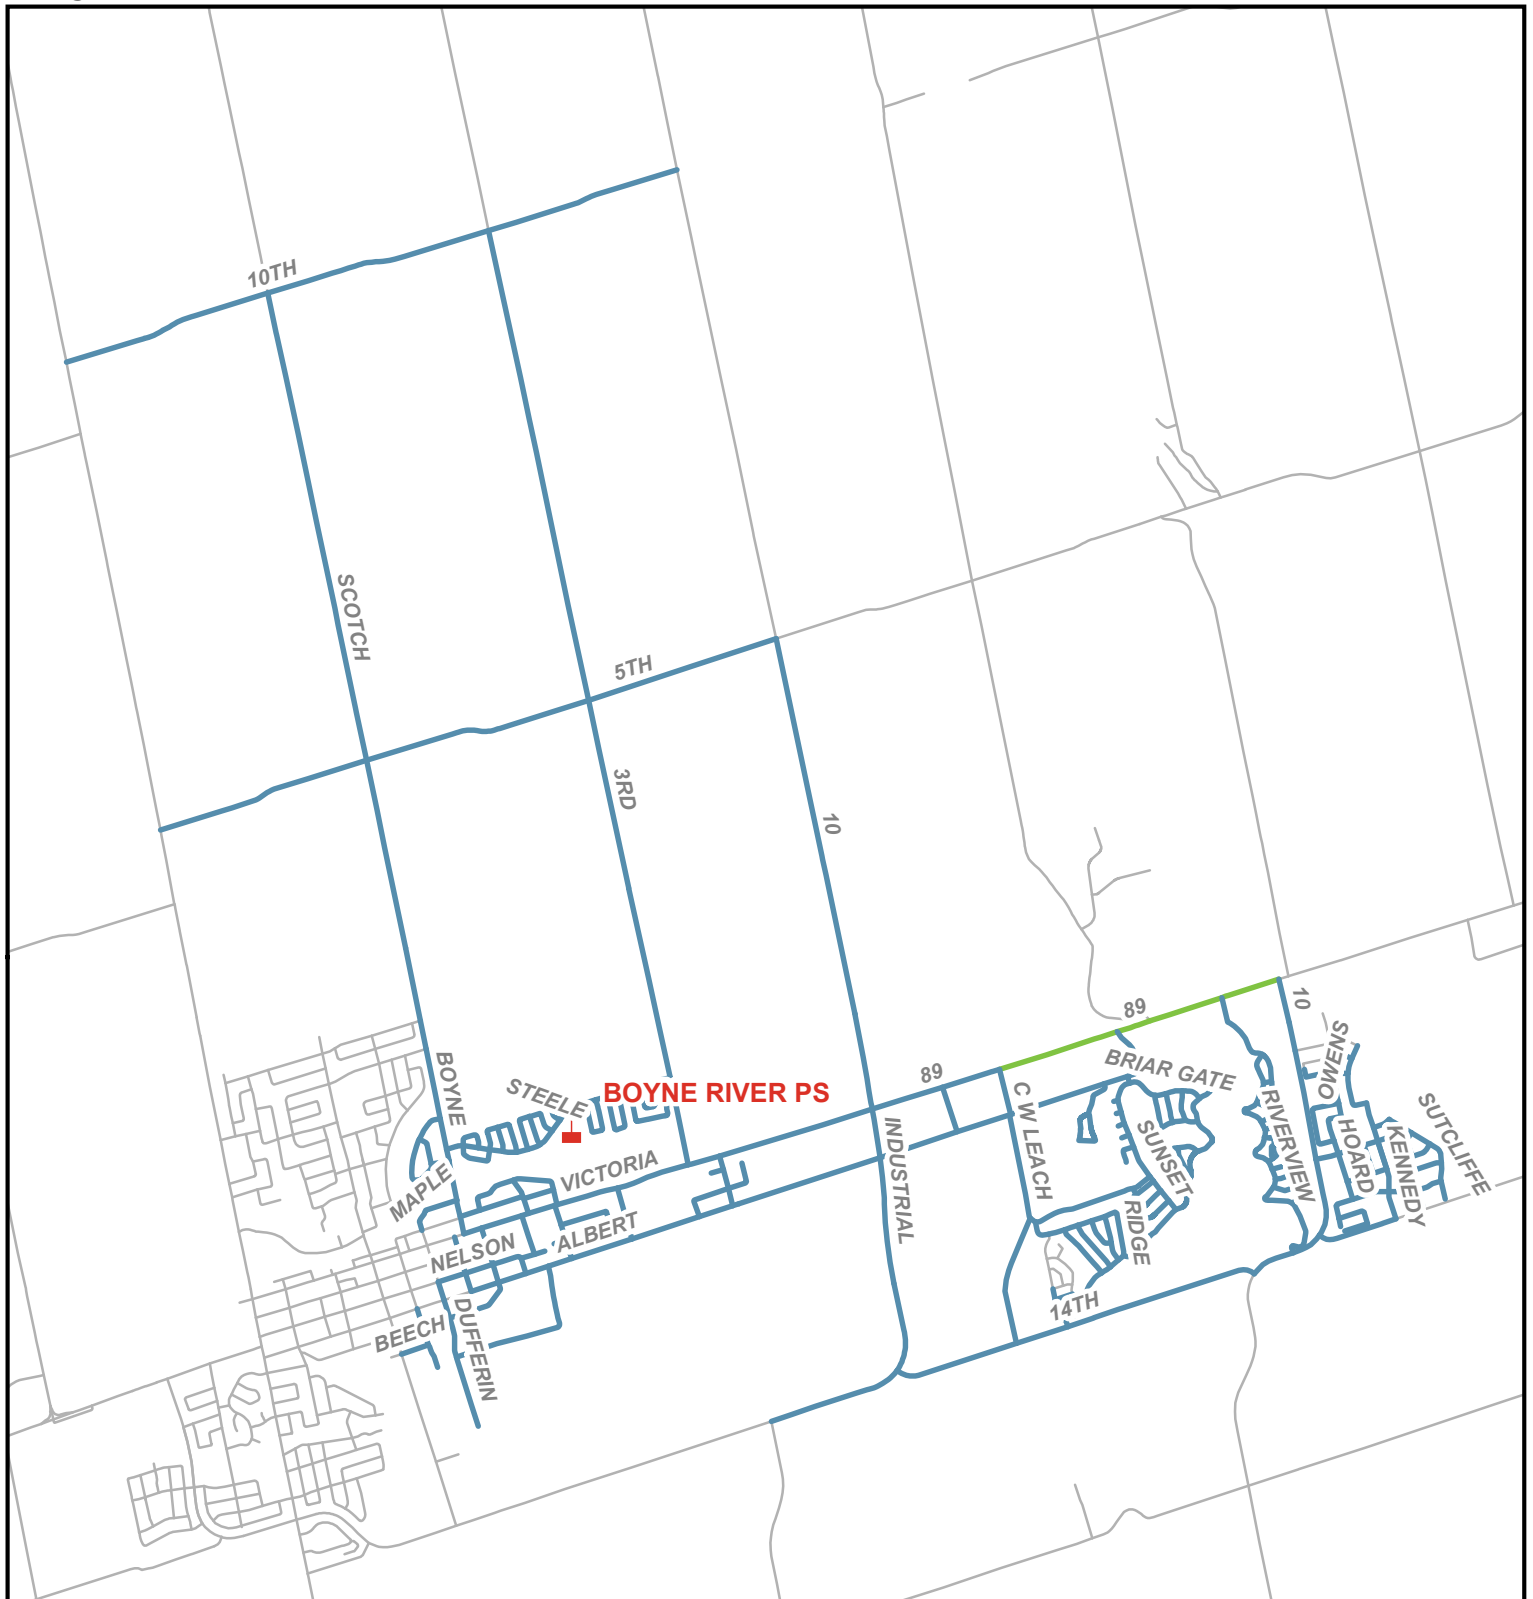 10TH
SCOTCH
5TH
3RD
10
10
89
89
OWENS
BOYNE
STEELE
BOYNE RIVER PS
BRIAR GATE
C W LEACH
RIVERVIEW
SUTCLIFFE
INDUSTRIAL
SUNSET
HOARD
KENNEDY
MAPLE
VICTORIA
RIDGE
NELSON
ALBERT
14TH
BEECH
DUFFERIN